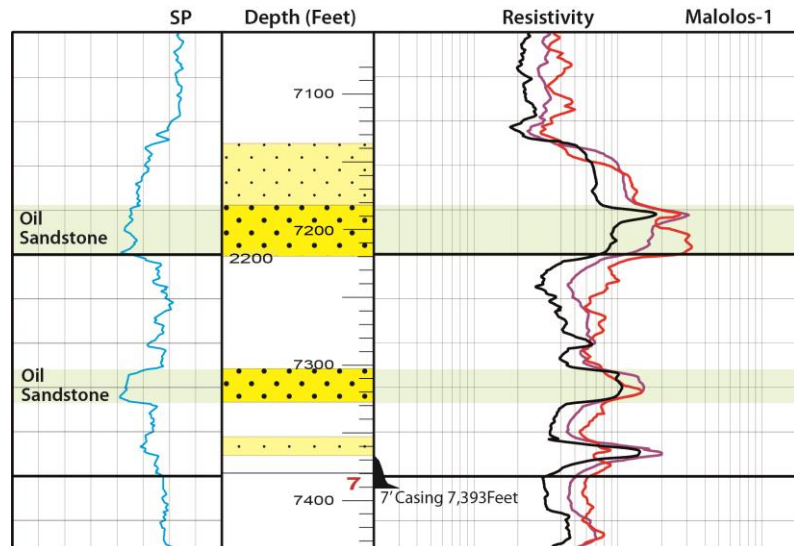 SP
Depth (Feet)
Resistivity
Malolos-1
7100
Oil
Sandstone
7200
2200
7300
Oil
Sandstone
7
7' Casing 7,393Feet
7400